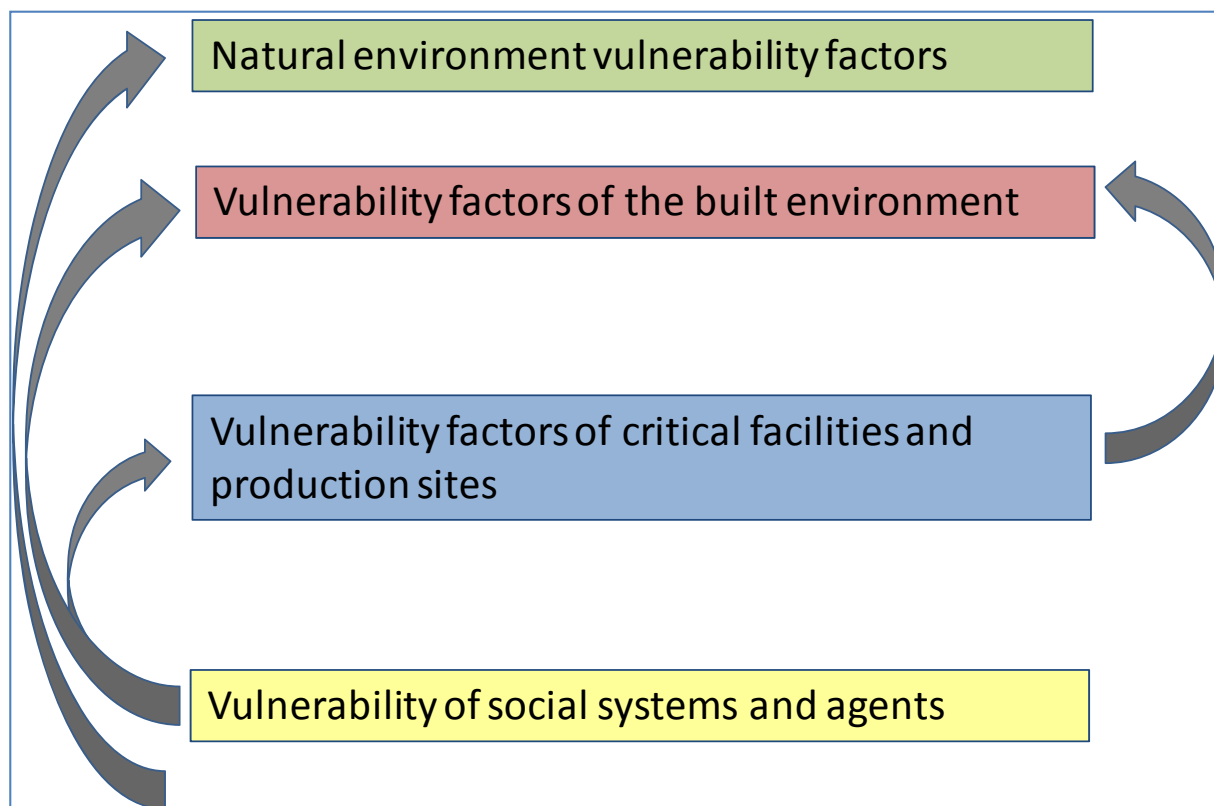 Natural environment vulnerability factors
Vulnerability factors of the built environment
Vulnerability factors of critical facilities and
production sites
Vulnerability of social systems and agents